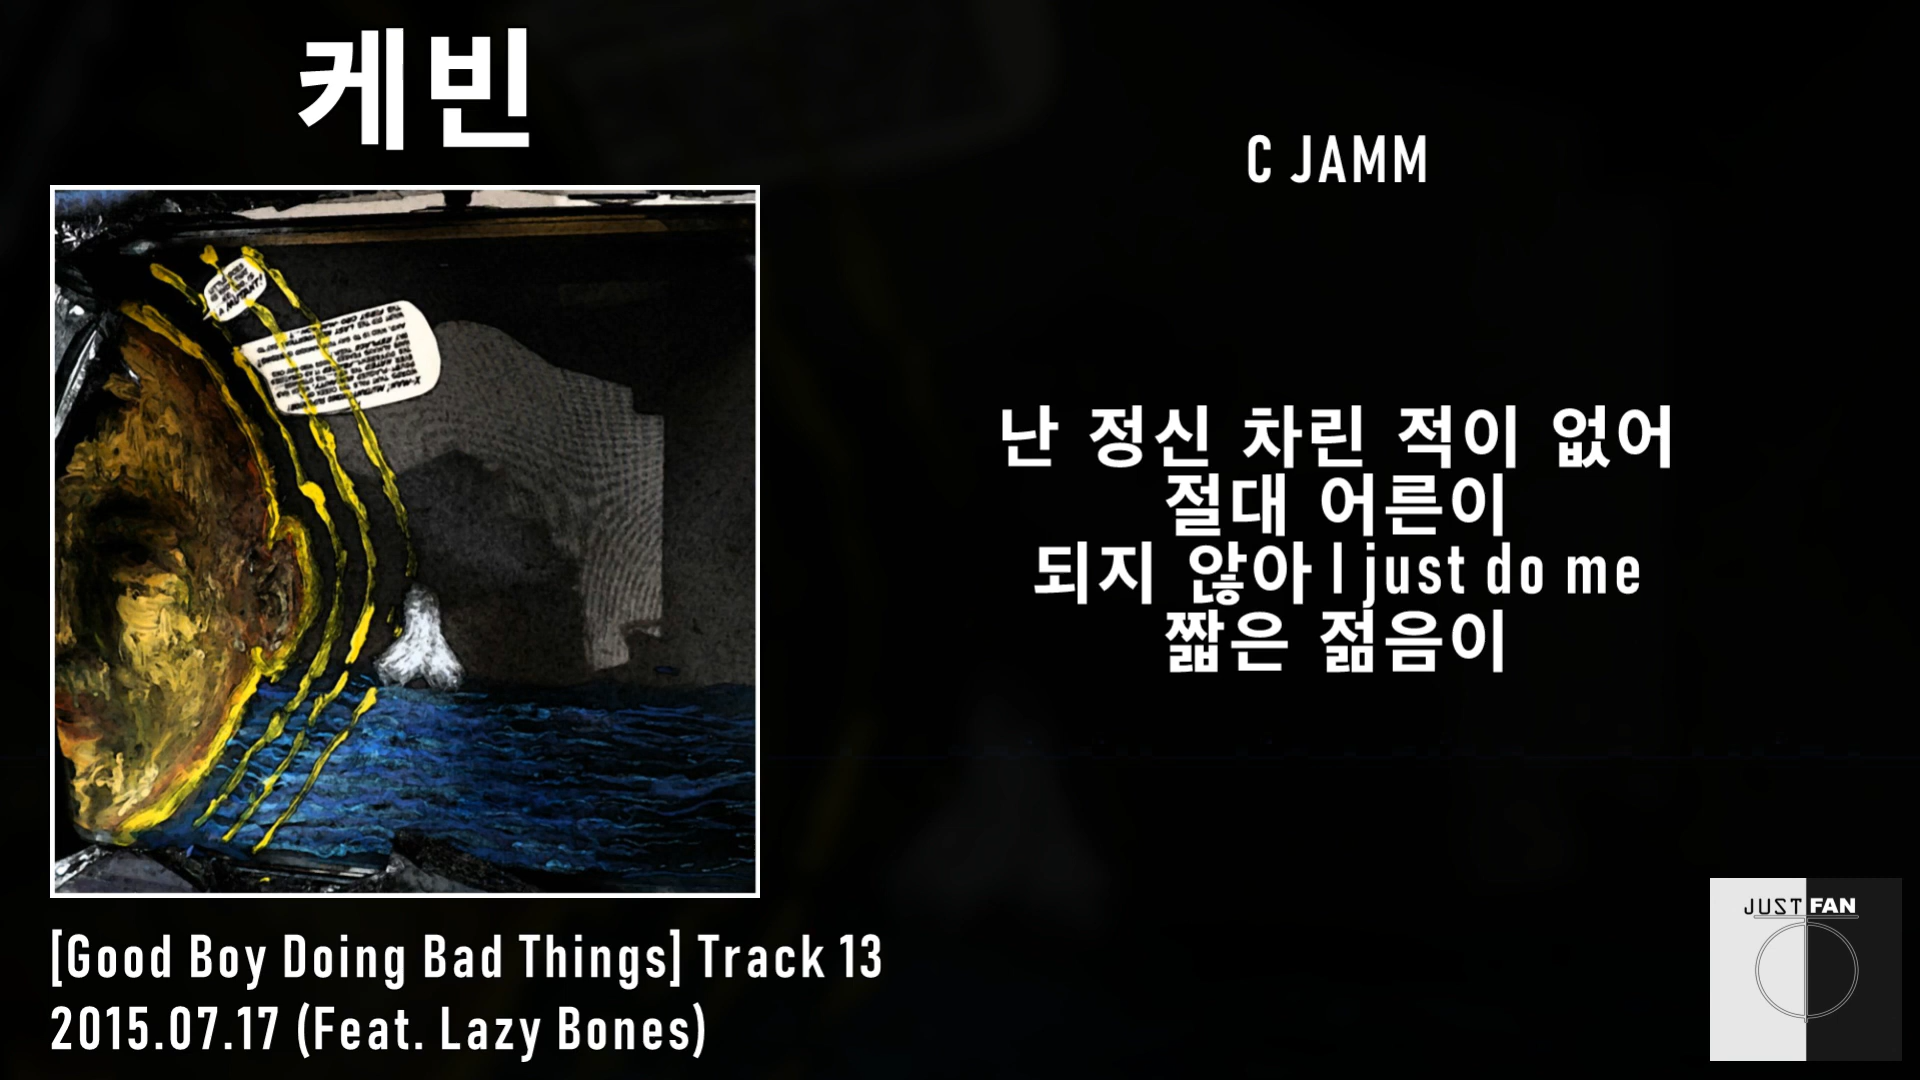 케빈
C JAMM
난 정신 차린 적이 없어
절대 어른이
되지 않아 I just do me
짧은 젊음이
A MUTANT!
[Good Boy Doing Bad Things] Track 13
2015.07.17 (Feat. Lazy Bones)
JUST FAN